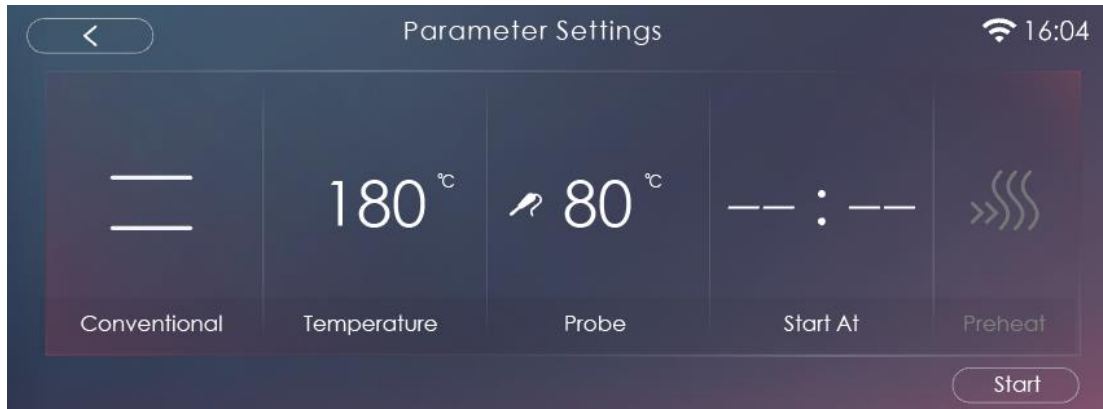 Parameter Settings
16:04
180 °C
80 °C
-- : --
Conventional
Temperature
Probe
Start At
Preheat
Start